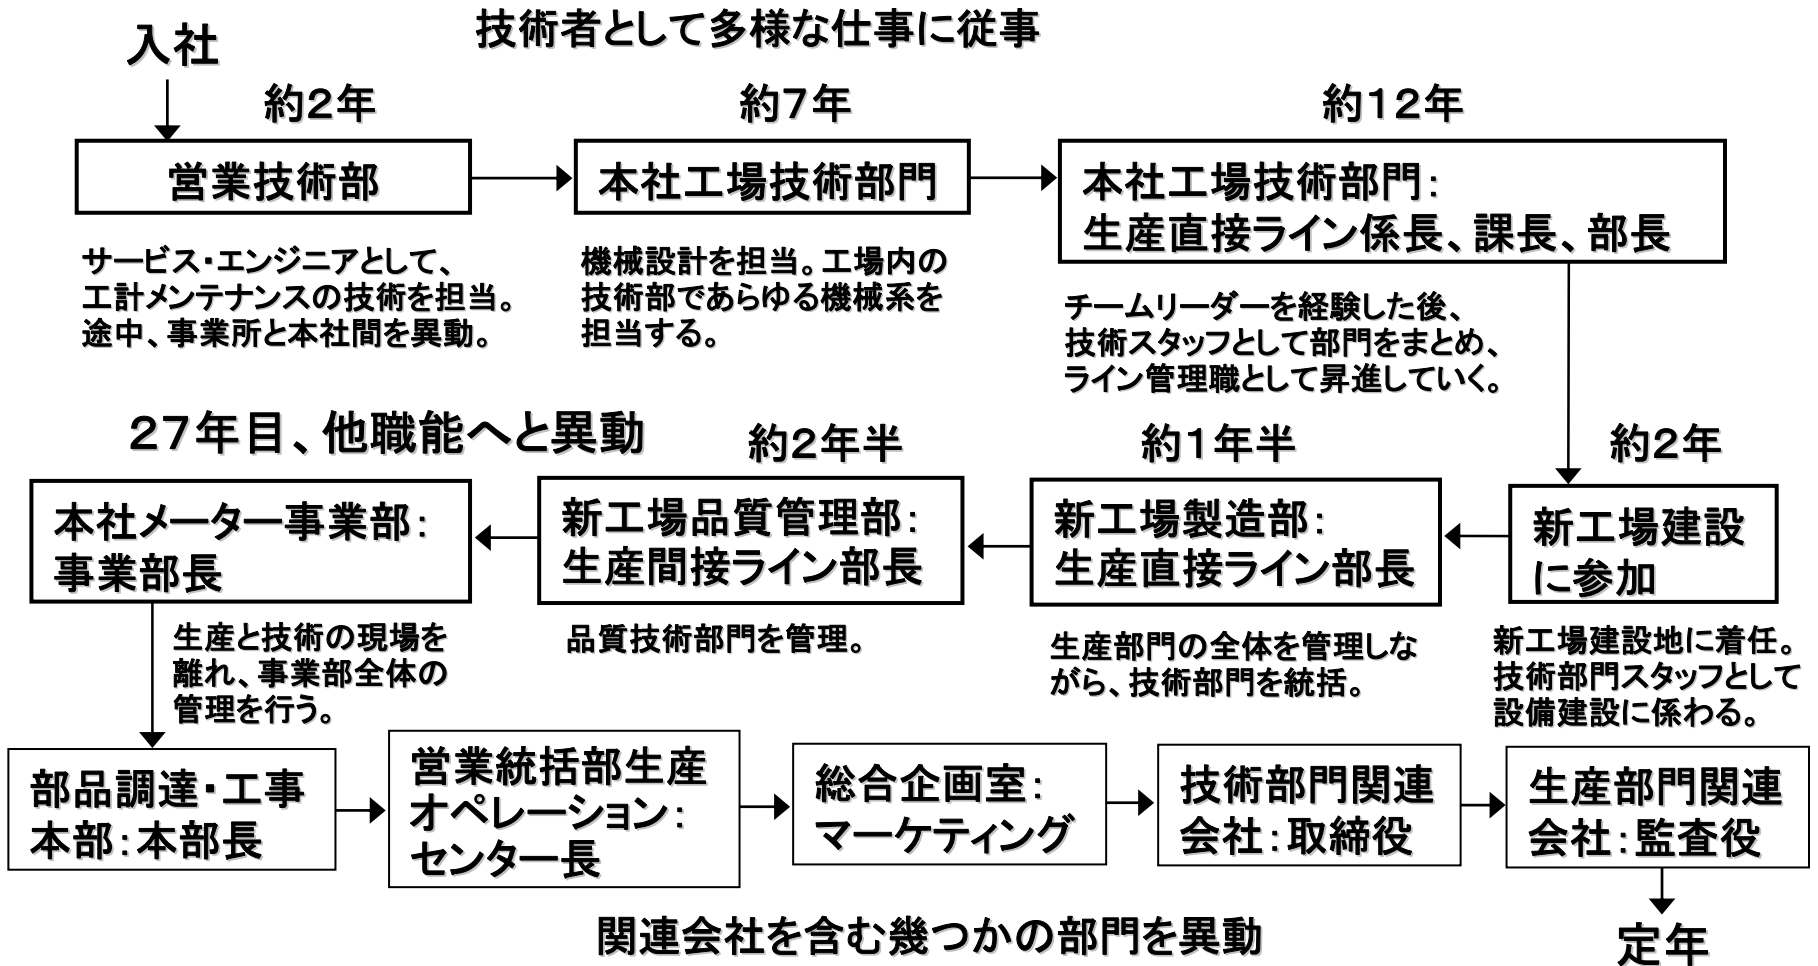 技術者として多様な仕事に従事
入社
約2年
営業技術部
サービス・エンジニアとして、
工計メンテナンスの技術を担当。
途中、事業所と本社間を異動。
約7年
本社工場技術部門
機械設計を担当。工場内の
技術部であらゆる機械系を
担当する。
約12年
本社工場技術部門：
生産直接ライン係長、課長、部長
チームリーダーを経験した後、
技術スタッフとして部門をまとめ、
ライン管理職として昇進していく。
約2年
新工場建設
に参加
新工場建設地に着任。
技術部門スタッフとして
設備建設に係わる。
約1年半
新工場製造部：
生産直接ライン部長
生産部門の全体を管理しな
がら、技術部門を統括。
約2年半
新工場品質管理部：
生産間接ライン部長
品質技術部門を管理。
27年目、他職能へと異動
本社メーター事業部：
事業部長
生産と技術の現場を
離れ、事業部全体の
管理を行う。
部品調達・工事
本部：本部長
営業統括部生産
オペレーション：
センター長
総合企画室：
マーケティング
技術部門関連
会社：取締役
生産部門関連
会社：監査役
定年
関連会社を含む幾つかの部門を異動